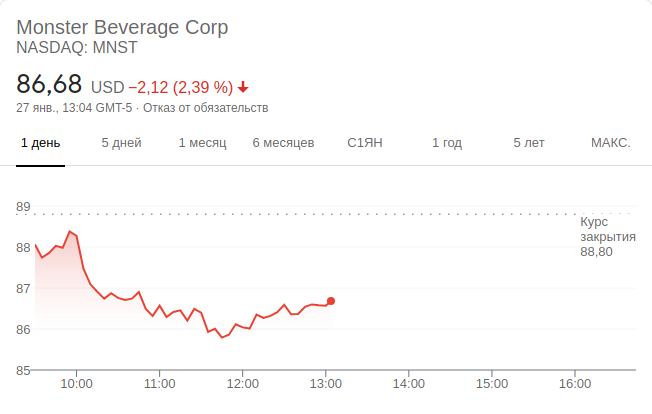 Monster Beverage Corp
NASDAQ: MNST
86,68 USD −2,12 (2,39 %)
27 янв., 13:04 GMT-5 · Отказ от обязательств
1 день 5 дней 1 месяц 6 месяцев С1ЯН 1 год 5 лет МАКС.
89
Курс
закрытия
88,80
88
87
86
85
10:00 11:00 12:00 13:00 14:00 15:00 16:00